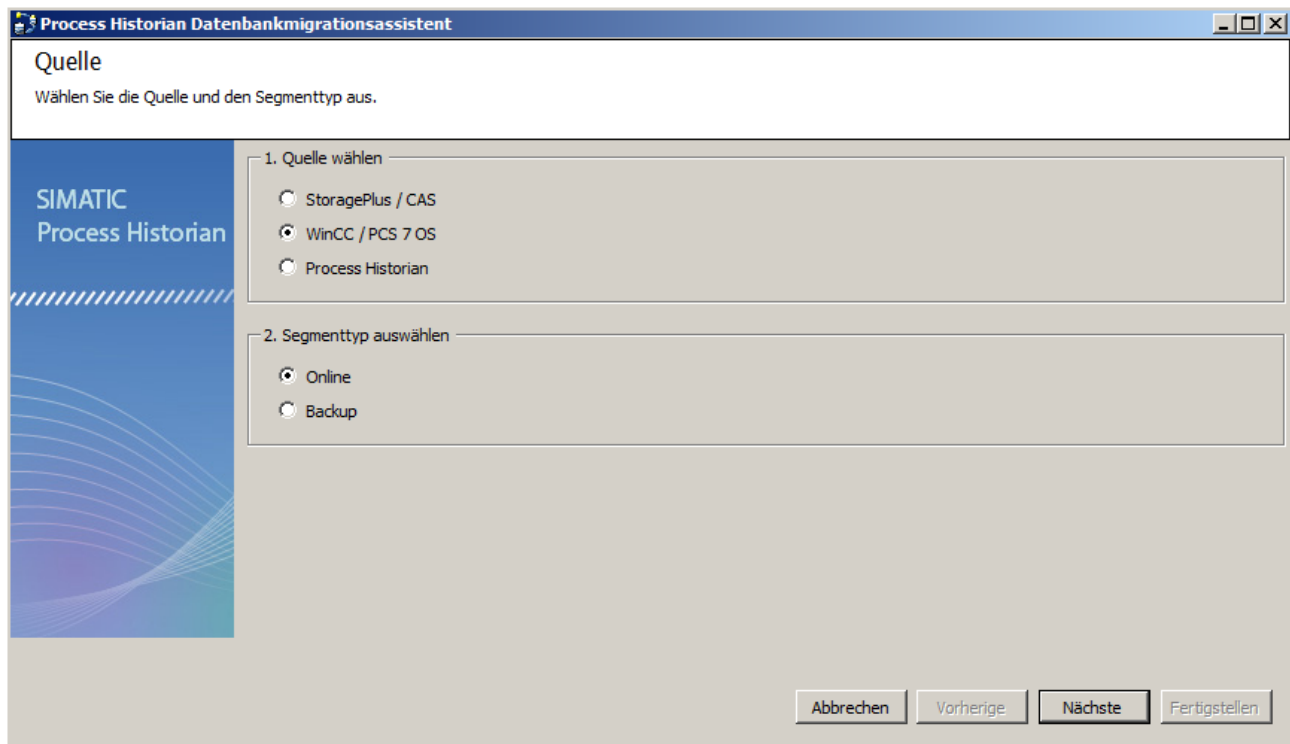 Process Historian Datenbankmigrationsassistent
Quelle
Wählen Sie die Quelle und den Segmenttyp aus.
SIMATIC
Process Historian
1. Quelle wählen
StoragePlus / CAS
WinCC / PCS 7 OS
Process Historian
2. Segmenttyp auswählen
Online
Backup
Abbrechen
Vorherige
Nächste
Fertigstellen